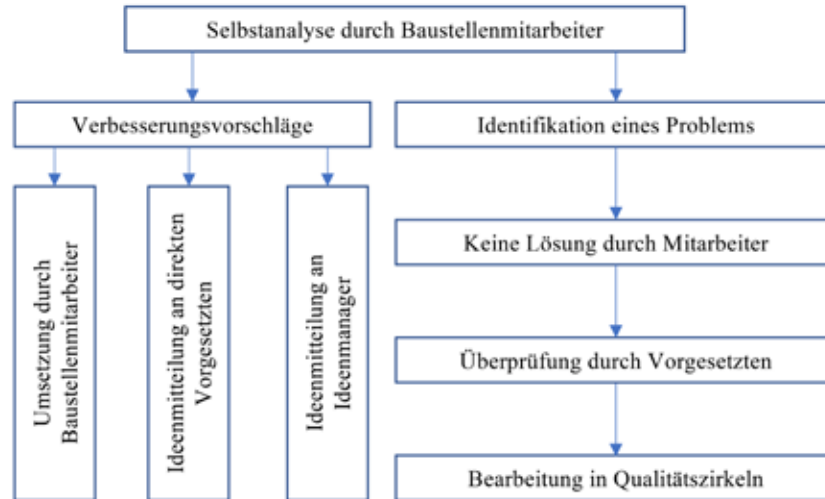 Selbstanalyse durch Baustellenmitarbeiter
Verbesserungsvorschläge
Identifikation eines Problems
Umsetzung durch
Baustellenmitarbeiter
Ideenmitteilung an direkten
Vorgesetzten
Ideenmitteilung an
Ideenmanager
Keine Lösung durch Mitarbeiter
Überprüfung durch Vorgesetzten
Bearbeitung in Qualitätszirkeln